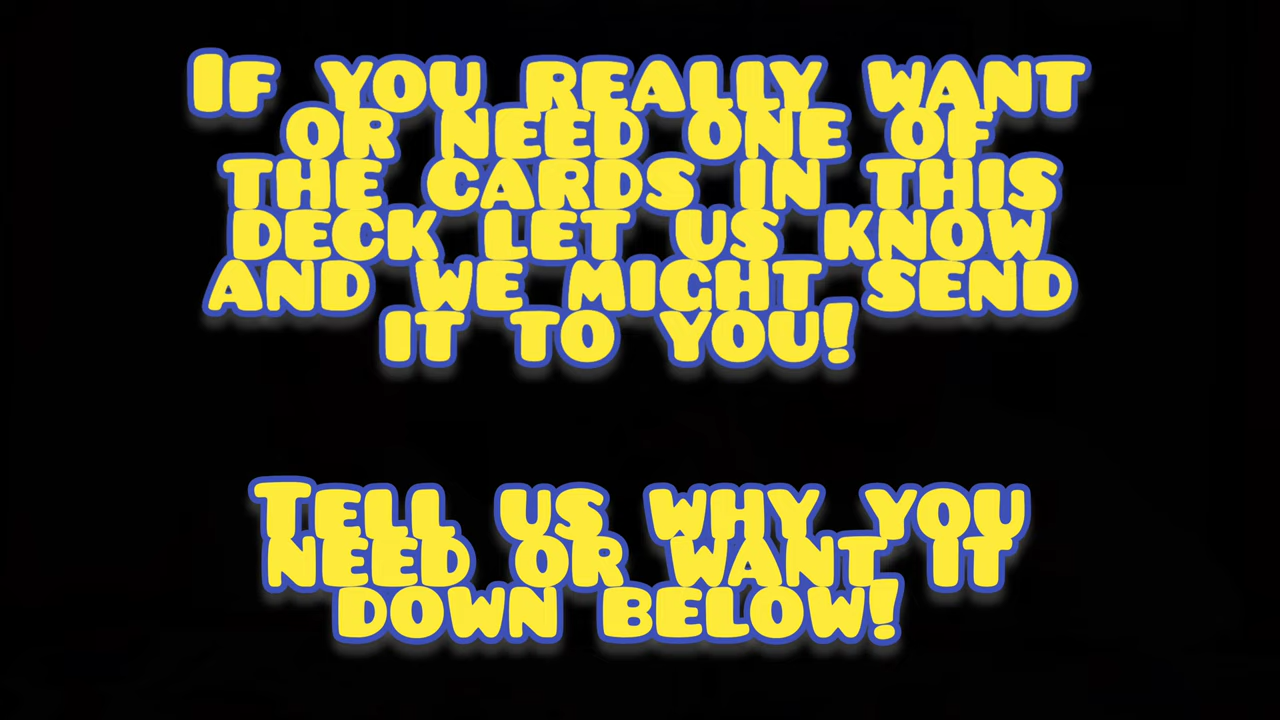 If you really want
or need one of
the cards in this
deck let us know
and we might send
it to you!
Tell us why you
need or want it
down below!